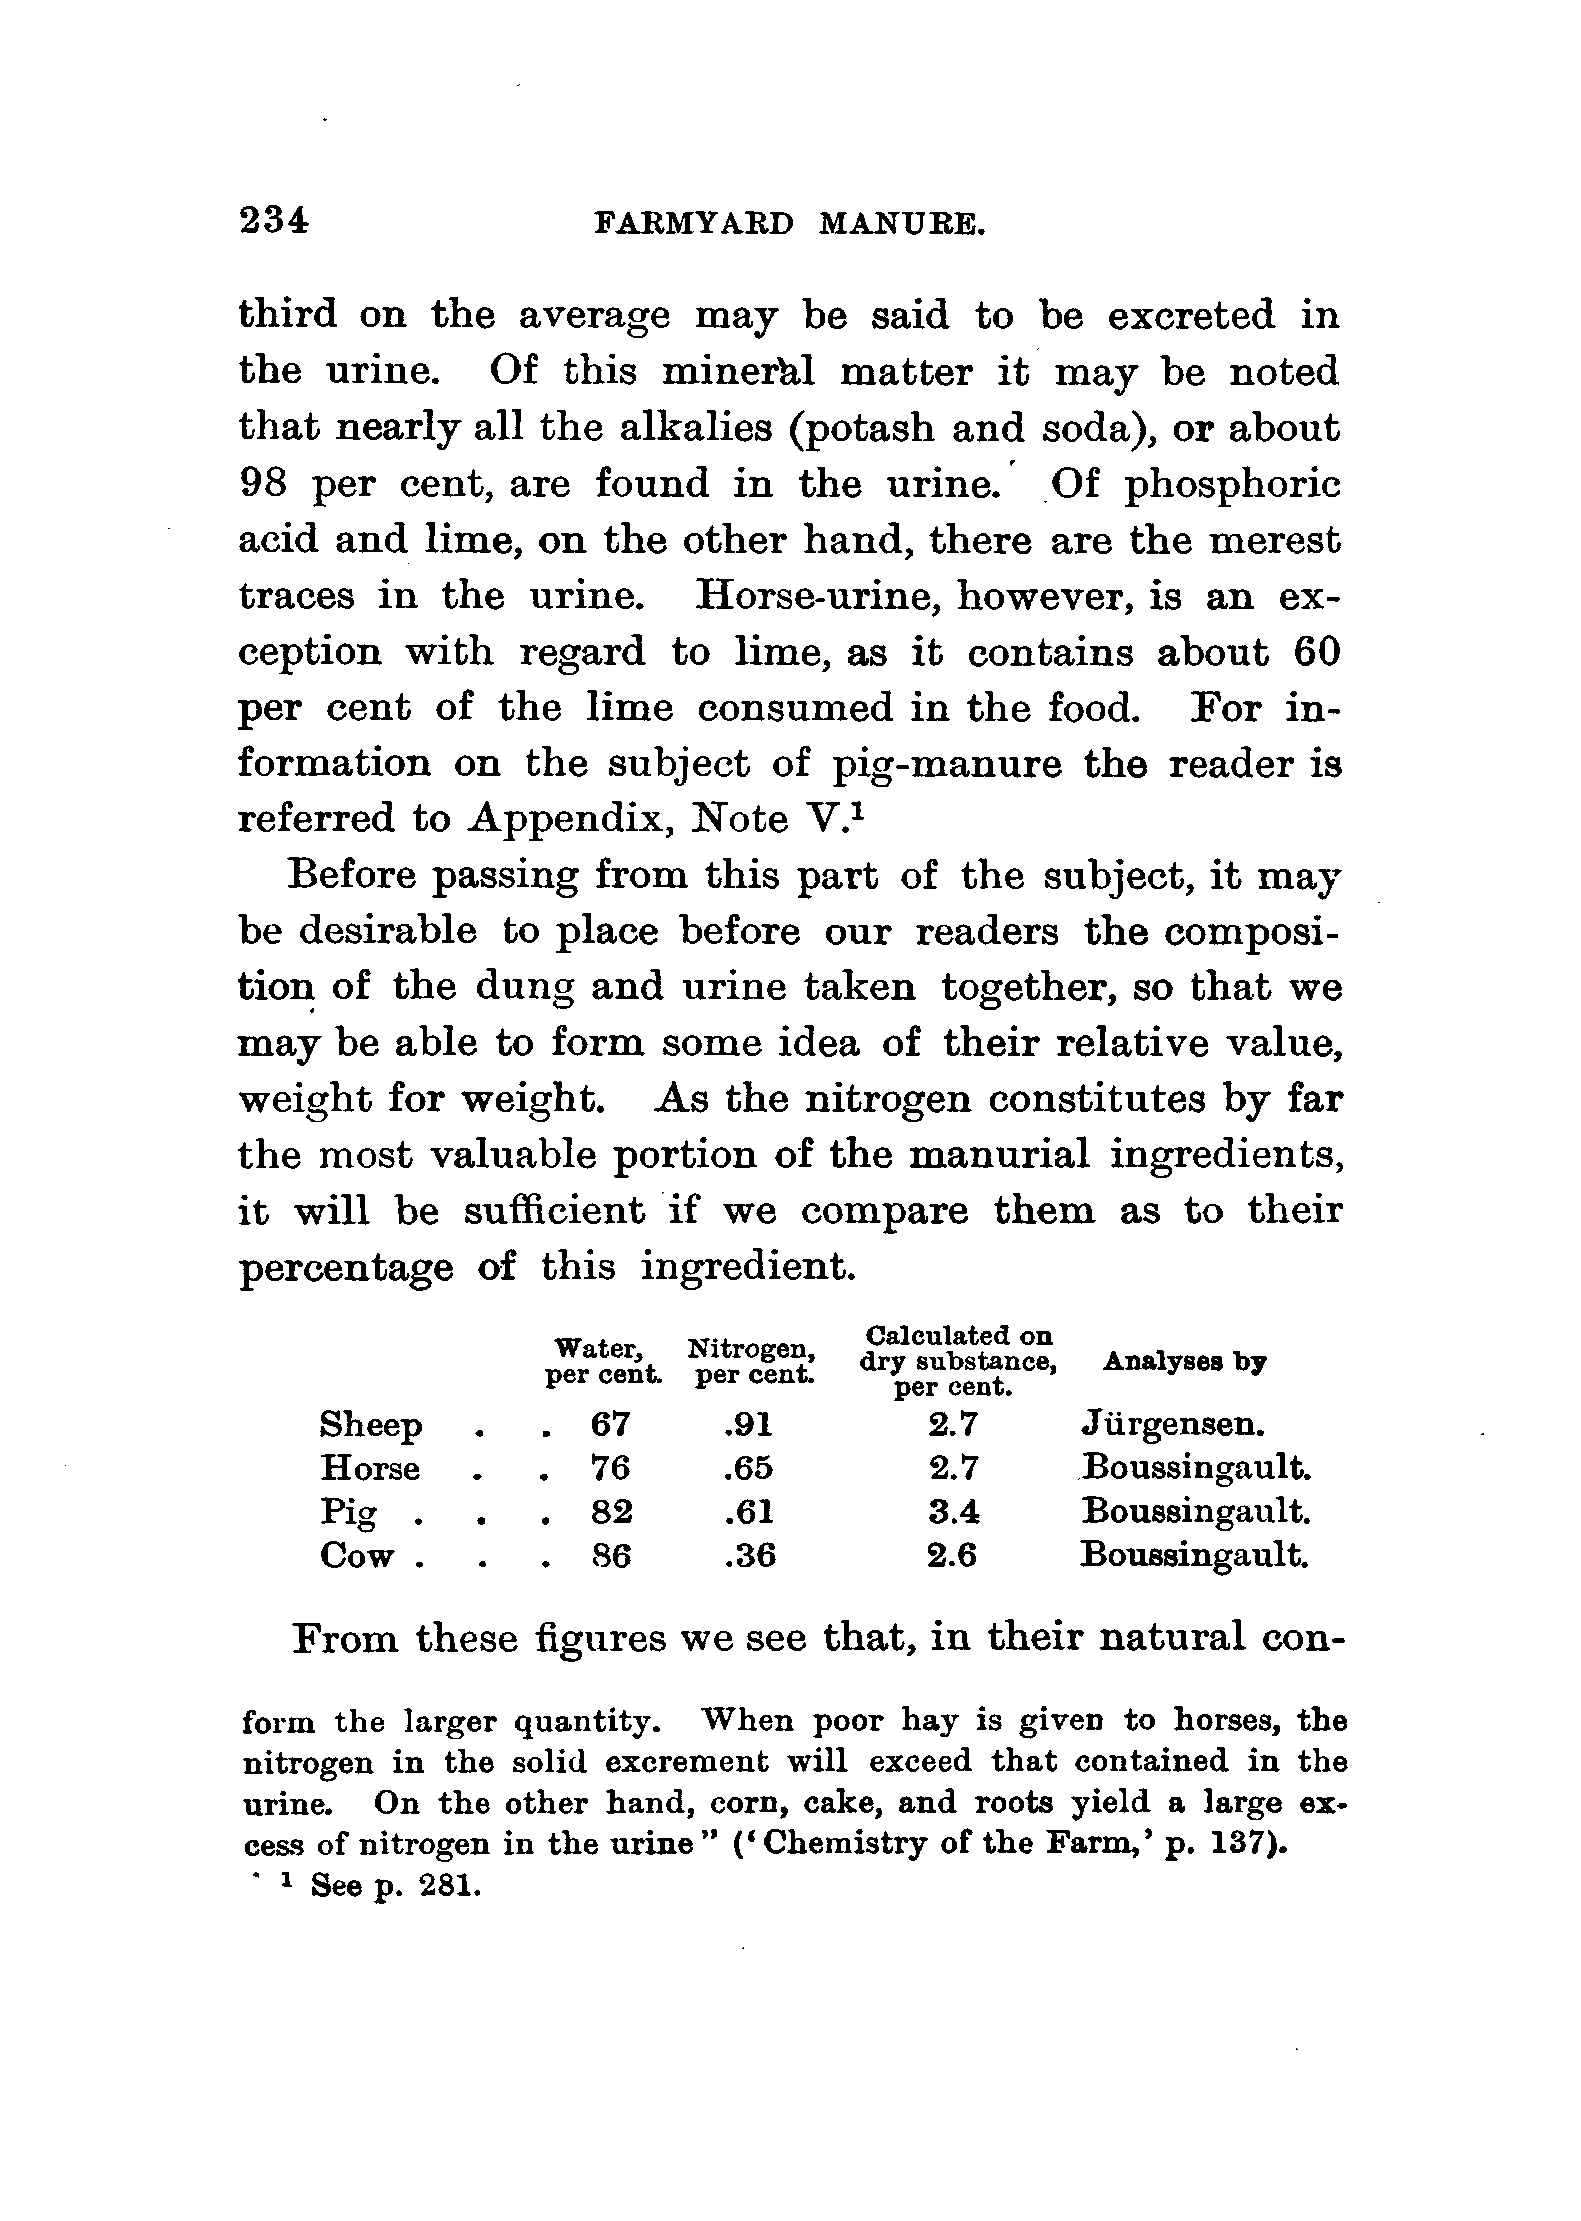 234 FARMYARD MANURE.
third on the average may be said to be excreted in
the urine. Of this mineral matter it may be noted
that nearly all the alkalies (potash and soda), or about
98 per cent, are found in the urine. Of phosphoric
acid and lime, on the other hand, there are the merest
traces in the urine. Horse-urine, however, is an ex-
ception with regard to lime, as it contains about 60
per cent of the lime consumed in the food. For in-
formation on the subject of pig-manure the reader is
referred to Appendix, Note V.¹
Before passing from this part of the subject, it may
be desirable to place before our readers the composi-
tion of the dung and urine taken together, so that we
may be able to form some idea of their relative value,
weight for weight. As the nitrogen constitutes by far
the most valuable portion of the manurial ingredients,
it will be sufficient if we compare them as to their
percentage of this ingredient.
Water, per cent. Nitrogen, per cent. Calculated on dry substance, per cent. Analyses by
Sheep . . 67 .91 2.7 Jürgensen.
Horse . . 76 .65 2.7 Boussingault.
Pig . . . 82 .61 3.4 Boussingault.
Cow . . . 86 .36 2.6 Boussingault.
From these figures we see that, in their natural con-
form the larger quantity. When poor hay is given to horses, the
nitrogen in the solid excrement will exceed that contained in the
urine. On the other hand, corn, cake, and roots yield a large ex-
cess of nitrogen in the urine" ('Chemistry of the Farm,' p. 137).
¹ See p. 281.